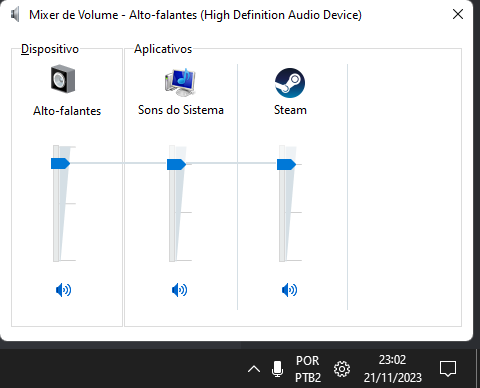 Mixer de Volume - Alto-falantes (High Definition Audio Device)
Dispositivo
Aplicativos
Alto-falantes
Sons do Sistema
Steam
POR
PTB2
23:02
21/11/2023